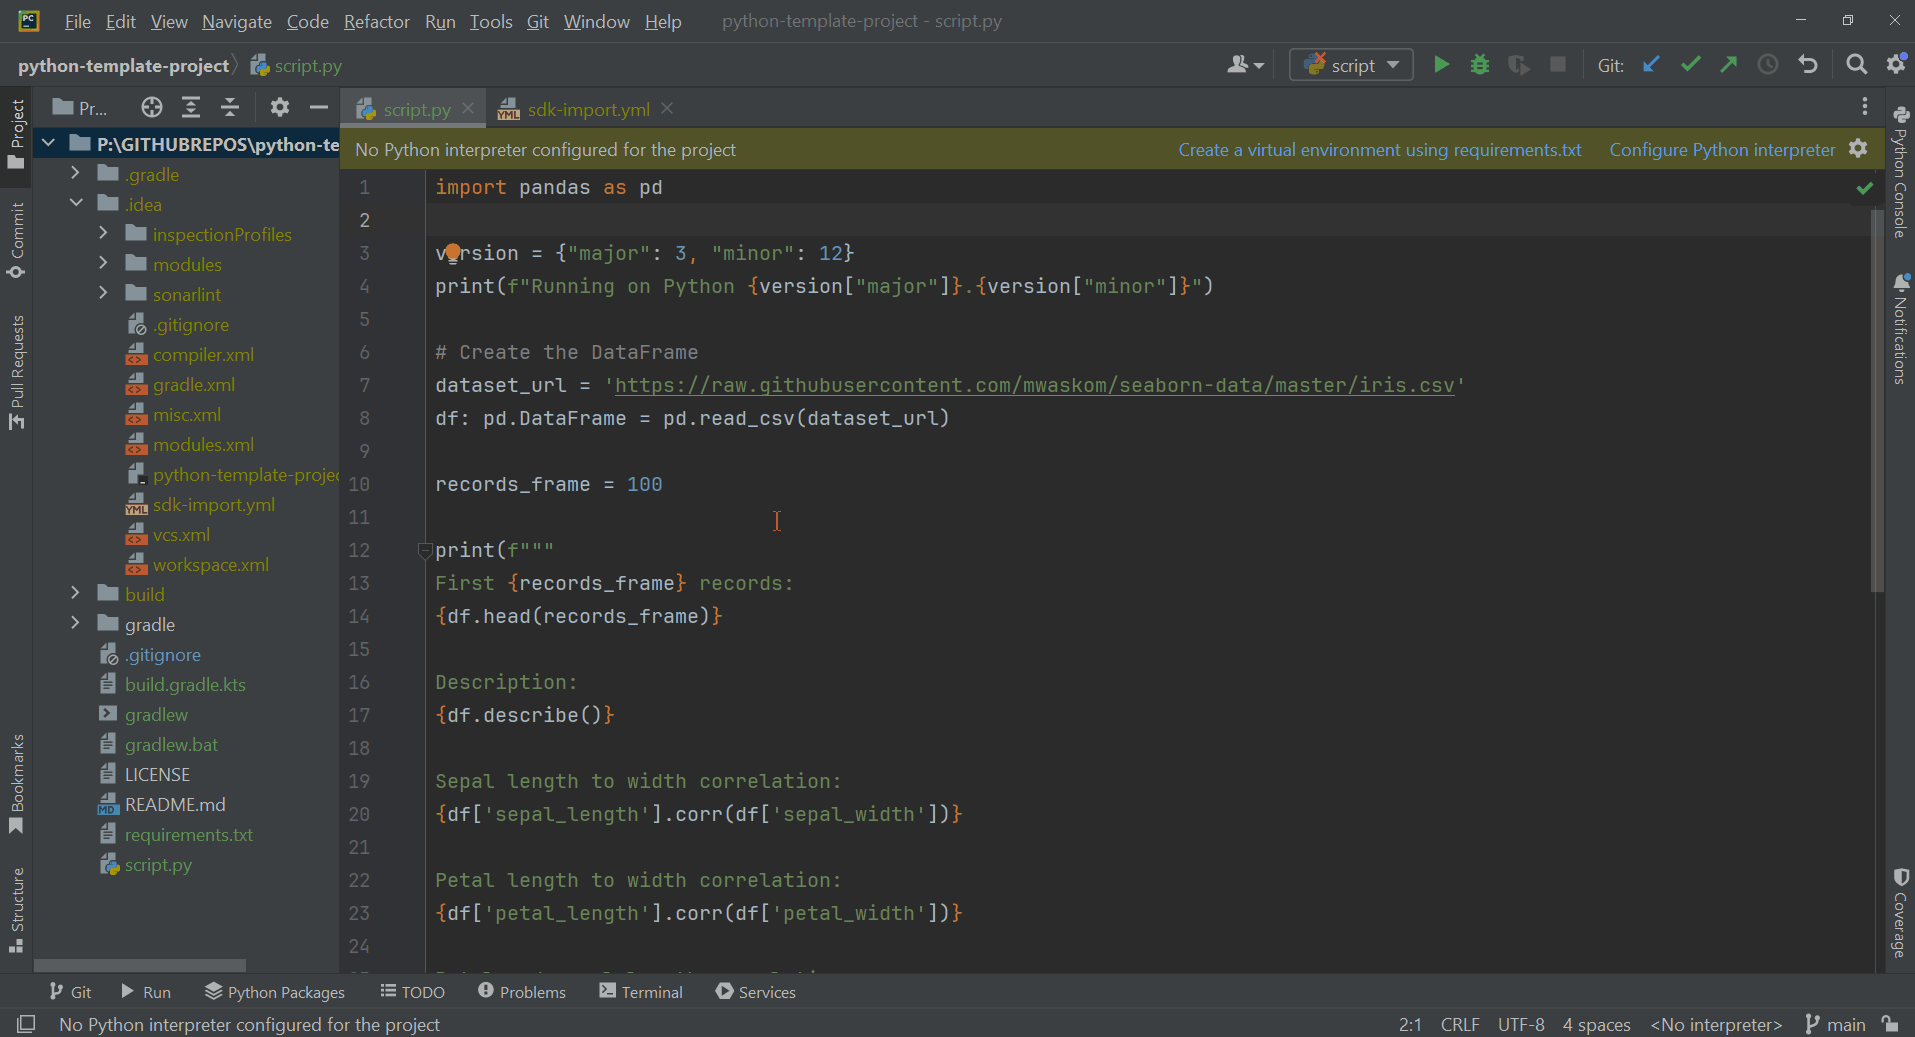 PC
File Edit View Navigate Code Refactor Run Tools Git Window Help python-template-project - script.py
python-template-project script.py script Git:
Project
Commit
Pull Requests
Bookmarks
Structure
Pr...
P:\GITHUBREPOS\python-te
.gradle
.idea
inspectionProfiles
modules
sonarlint
.gitignore
compiler.xml
gradle.xml
misc.xml
modules.xml
python-template-projec
sdk-import.yml
vcs.xml
workspace.xml
build
gradle
.gitignore
build.gradle.kts
gradlew
gradlew.bat
LICENSE
README.md
requirements.txt
script.py
script.py sdk-import.yml
No Python interpreter configured for the project Create a virtual environment using requirements.txt Configure Python interpreter
1 import pandas as pd
2
3 version = {"major": 3, "minor": 12}
4 print(f"Running on Python {version["major"]}.{version["minor"]}")
5
6 # Create the DataFrame
7 dataset_url = 'https://raw.githubusercontent.com/mwaskom/seaborn-data/master/iris.csv'
8 df: pd.DataFrame = pd.read_csv(dataset_url)
9
10 records_frame = 100
11
12 print(f"""
13 First {records_frame} records:
14 {df.head(records_frame)}
15
16 Description:
17 {df.describe()}
18
19 Sepal length to width correlation:
20 {df['sepal_length'].corr(df['sepal_width'])}
21
22 Petal length to width correlation:
23 {df['petal_length'].corr(df['petal_width'])}
24
Python Console
Notifications
Coverage
Git Run Python Packages TODO Problems Terminal Services
No Python interpreter configured for the project 2:1 CRLF UTF-8 4 spaces <No interpreter> main